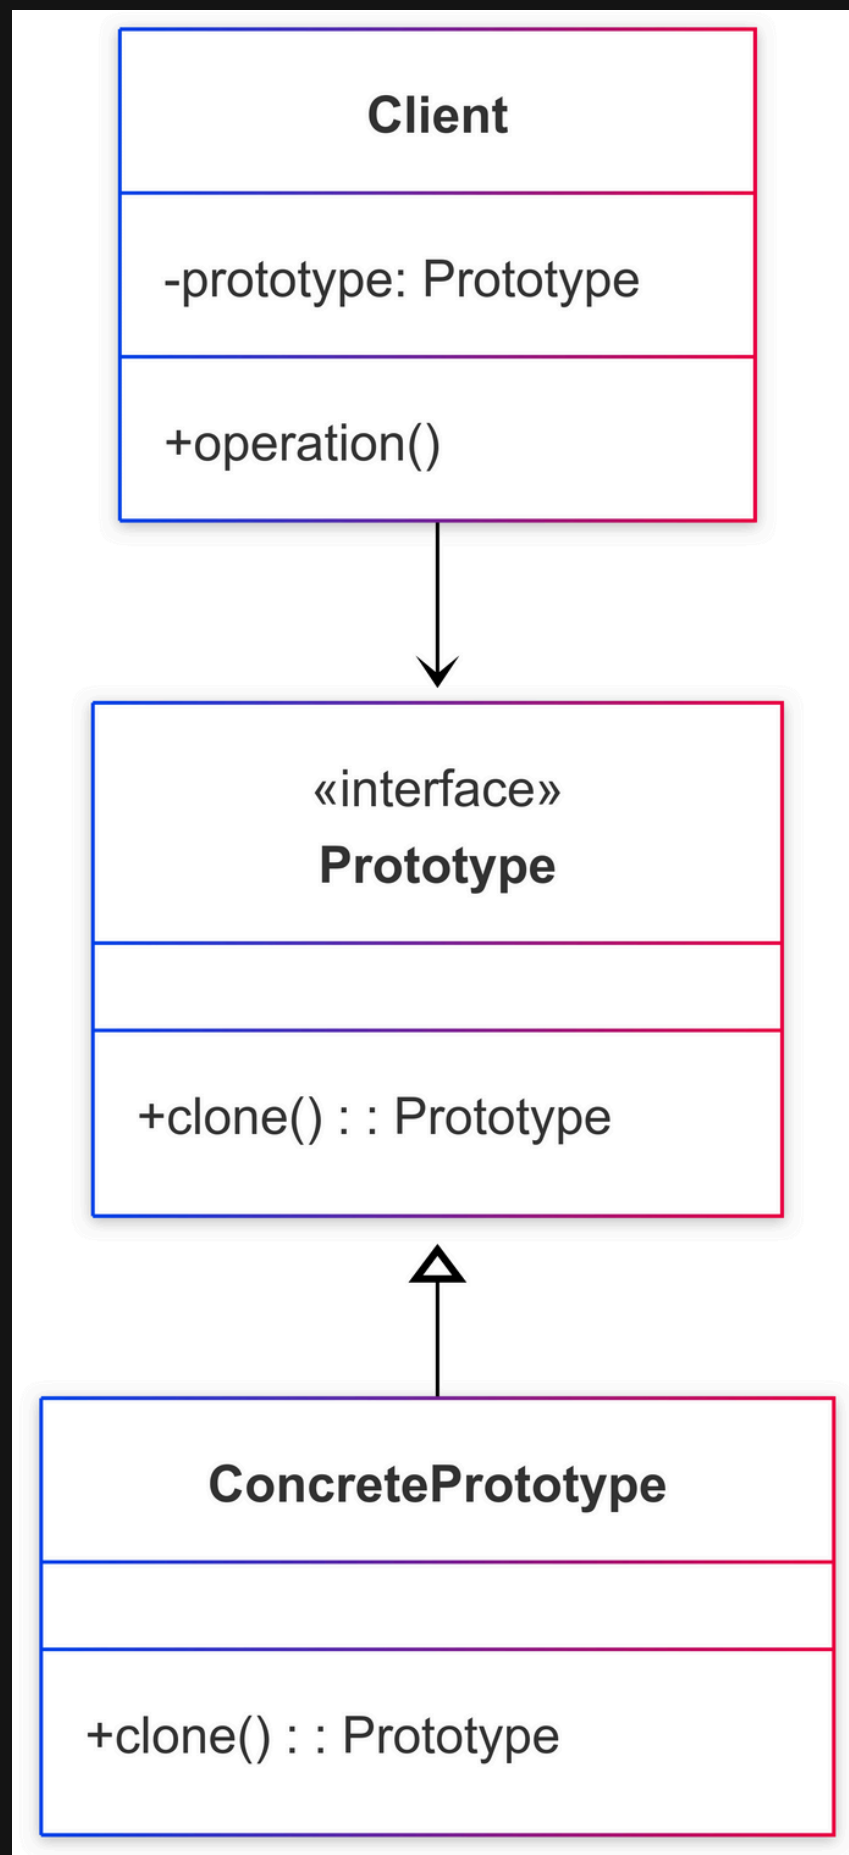 Client
-prototype: Prototype
+operation()
«interface»
Prototype
+clone() : : Prototype
ConcretePrototype
+clone() : : Prototype